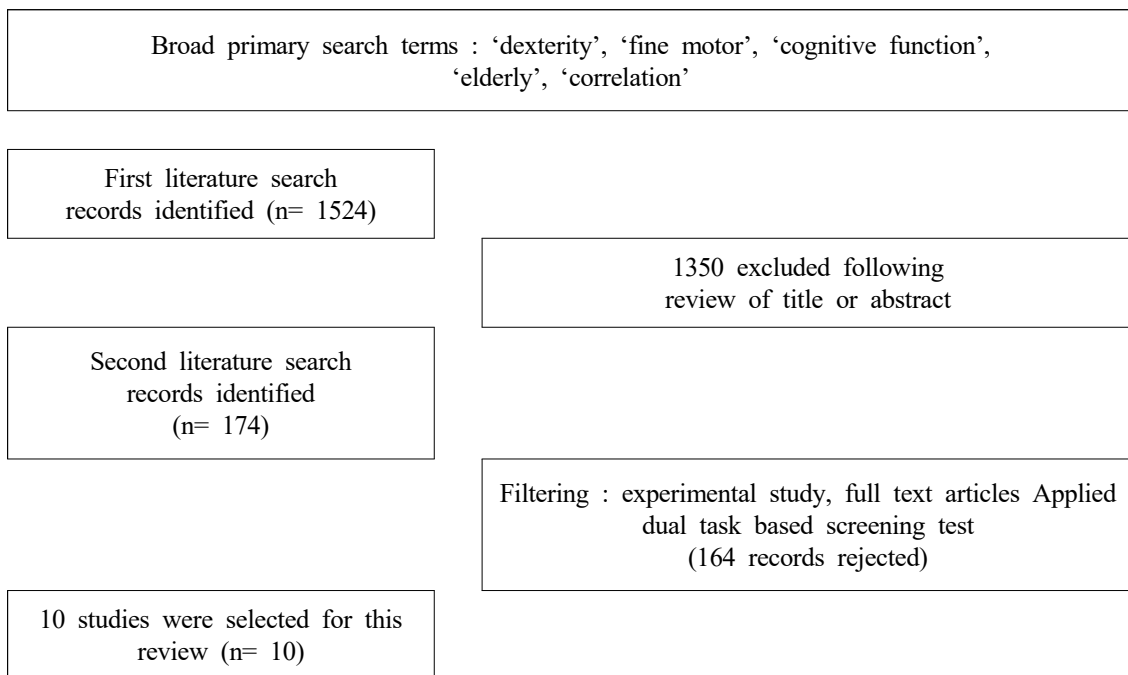 Broad primary search terms : ‘dexterity’, ‘fine motor’, ‘cognitive function’,
‘elderly’, ‘correlation’
First literature search
records identified (n= 1524)
1350 excluded following
review of title or abstract
Second literature search
records identified
(n= 174)
Filtering : experimental study, full text articles Applied
dual task based screening test
(164 records rejected)
10 studies were selected for this
review (n= 10)